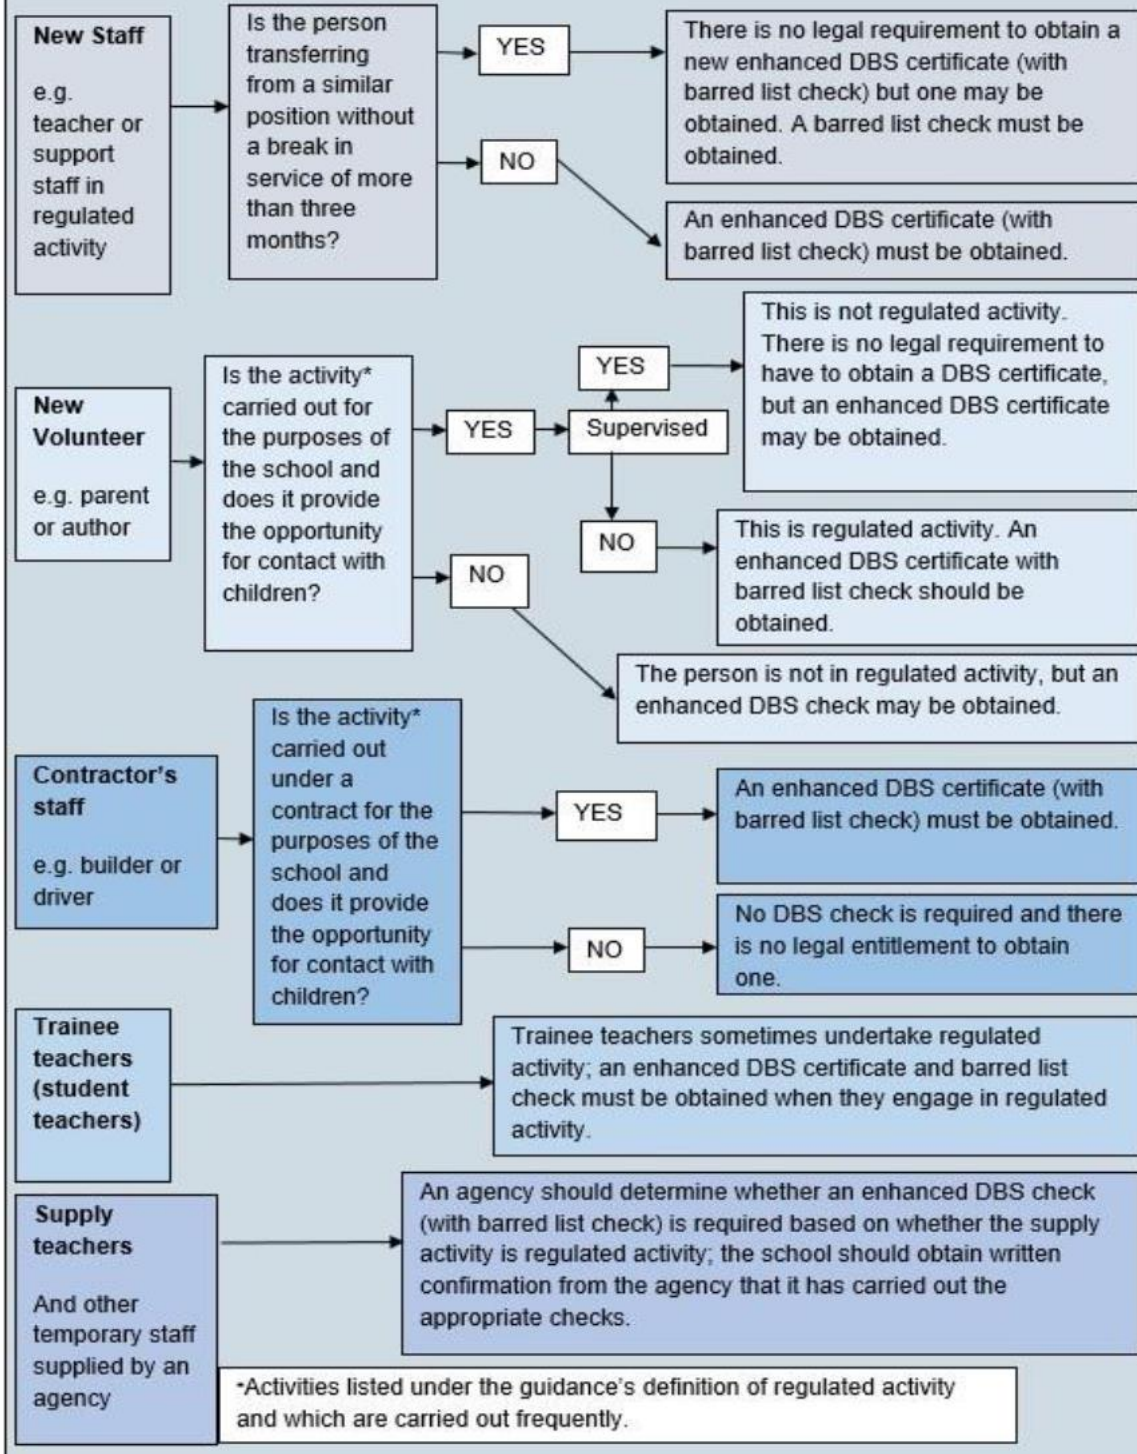 New Staff
e.g.
teacher or
support
staff in
regulated
activity
Is the person
transferring
from a similar
position without
a break in
service of more
than three
months?
YES
There is no legal requirement to obtain a
new enhanced DBS certificate (with
barred list check) but one may be
obtained. A barred list check must be
obtained.
NO
An enhanced DBS certificate (with
barred list check) must be obtained.
New
Volunteer
e.g. parent
or author
Is the activity*
carried out for
the purposes of
the school and
does it provide
the opportunity
for contact with
children?
YES
Supervised
YES
This is not regulated activity.
There is no legal requirement to
have to obtain a DBS certificate,
but an enhanced DBS certificate
may be obtained.
NO
This is regulated activity. An
enhanced DBS certificate with
barred list check should be
obtained.
NO
The person is not in regulated activity, but an
enhanced DBS check may be obtained.
Contractor's
staff
e.g. builder or
driver
Is the activity*
carried out
under a
contract for the
purposes of the
school and
does it provide
the opportunity
for contact with
children?
YES
An enhanced DBS certificate (with
barred list check) must be obtained.
NO
No DBS check is required and there
is no legal entitlement to obtain
one.
Trainee
teachers
(student
teachers)
Trainee teachers sometimes undertake regulated
activity; an enhanced DBS certificate and barred list
check must be obtained when they engage in regulated
activity.
Supply
teachers
And other
temporary staff
supplied by an
agency
An agency should determine whether an enhanced DBS check
(with barred list check) is required based on whether the supply
activity is regulated activity; the school should obtain written
confirmation from the agency that it has carried out the
appropriate checks.
*Activities listed under the guidance's definition of regulated activity
and which are carried out frequently.